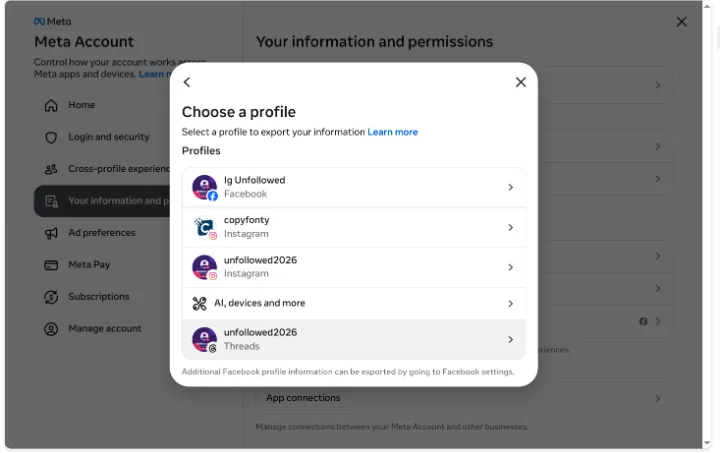 Meta
Meta Account
Control how your account works across
Meta apps and devices. Learn
Home
Login and security
Cross-profile
Your information and
Ad preferences
Meta Pay
Subscriptions
Manage account
Your information and permissions
Choose a profile
Select a profile to export your information Learn more
Profiles
Ig Unfollowed
Facebook
copyfonty
Instagram
unfollowed2026
Instagram
AI, devices and more
unfollowed2026
Threads
Additional Facebook profile information can be exported by going to Facebook settings.
App connections
Manage connections between your Meta Account and other businesses.